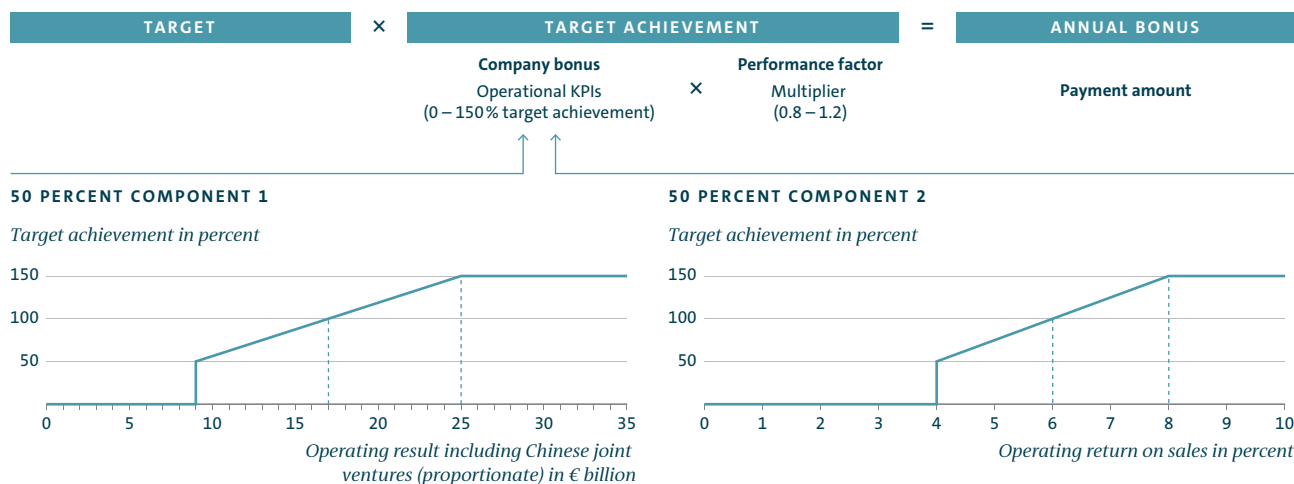 TARGET × TARGET ACHIEVEMENT = ANNUAL BONUS
Company bonus
Operational KPIs
(0 – 150 % target achievement)
×
Performance factor
Multiplier
(0.8 – 1.2)
Payment amount
50 PERCENT COMPONENT 1
Target achievement in percent
150
100
50
0 5 10 15 20 25 30 35
Operating result including Chinese joint
ventures (proportionate) in € billion
50 PERCENT COMPONENT 2
Target achievement in percent
150
100
50
0 1 2 3 4 5 6 7 8 9 10
Operating return on sales in percent